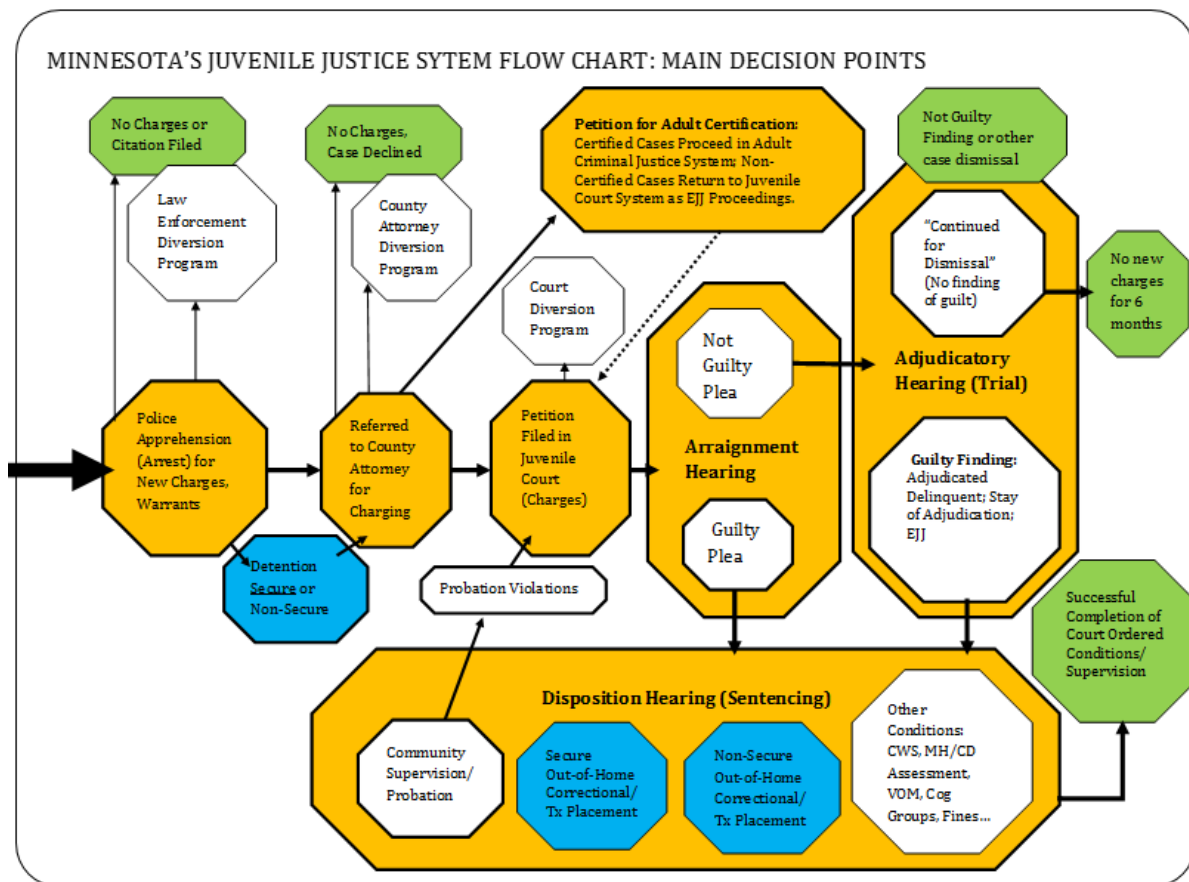 MINNESOTA'S JUVENILE JUSTICE SYTEM FLOW CHART: MAIN DECISION POINTS
No Charges or
Citation Filed
Law
Enforcement
Diversion
Program
No Charges,
Case Declined
County
Attorney
Diversion
Program
Petition for Adult Certification:
Certified Cases Proceed in Adult
Criminal Justice System; Non-
Certified Cases Return to Juvenile
Court System as EJJ Proceedings.
Not Guilty
Finding or other
case dismissal
"Continued
for
Dismissal"
(No finding
of guilt)
No new
charges
for 6
months
Court
Diversion
Program
Police
Apprehension
(Arrest) for
New Charges,
Warrants
Referred
to County
Attorney
for
Charging
Petition
Filed in
Juvenile
Court
(Charges)
Not
Guilty
Plea
Arraignment
Hearing
Guilty
Plea
Adjudicatory
Hearing (Trial)
Guilty Finding:
Adjudicated
Delinquent; Stay
of Adjudication;
EJJ
Detention
Secure or
Non-Secure
Probation Violations
Successful
Completion of
Court Ordered
Conditions/
Supervision
Disposition Hearing (Sentencing)
Community
Supervision/
Probation
Secure
Out-of-Home
Correctional/
Tx Placement
Non-Secure
Out-of-Home
Correctional/
Tx Placement
Other
Conditions:
CWS, MH/CD
Assessment,
VOM, Cog
Groups, Fines...